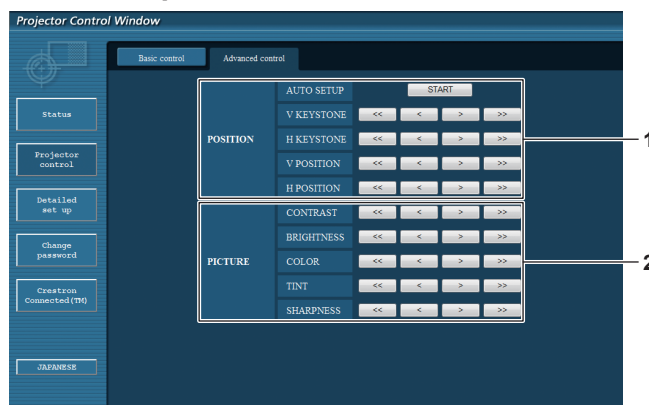 Projector Control Window
Basic control
Advanced control
Status
Projector
control
Detailed
set up
Change
password
Crestron
Connected(TM)
JAPANESE
POSITION
AUTO SETUP START
V KEYSTONE << < > >>
H KEYSTONE << < > >>
V POSITION << < > >>
H POSITION << < > >>
1
PICTURE
CONTRAST << < > >>
BRIGHTNESS << < > >>
COLOR << < > >>
TINT << < > >>
SHARPNESS << < > >>
2